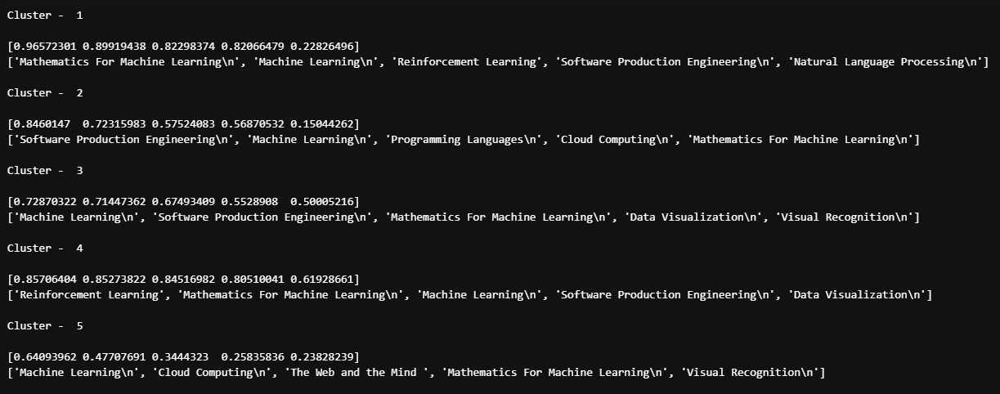 Cluster -  1
[0.96572301 0.89919438 0.82298374 0.82066479 0.22826496]
['Mathematics For Machine Learning\n', 'Machine Learning\n', 'Reinforcement Learning', 'Software Production Engineering\n', 'Natural Language Processing\n']
Cluster -  2
[0.8460147  0.72315983 0.57524083 0.56870532 0.15044262]
['Software Production Engineering\n', 'Machine Learning\n', 'Programming Languages\n', 'Cloud Computing\n', 'Mathematics For Machine Learning\n']
Cluster -  3
[0.72870322 0.71447362 0.67493409 0.5528908  0.50005216]
['Machine Learning\n', 'Software Production Engineering\n', 'Mathematics For Machine Learning\n', 'Data Visualization\n', 'Visual Recognition\n']
Cluster -  4
[0.85706404 0.85273822 0.84516982 0.80510041 0.61928661]
['Reinforcement Learning', 'Mathematics For Machine Learning\n', 'Machine Learning\n', 'Software Production Engineering\n', 'Data Visualization\n']
Cluster -  5
[0.64093962 0.47707691 0.3444323  0.25835836 0.23828239]
['Machine Learning\n', 'Cloud Computing\n', 'The Web and the Mind ', 'Mathematics For Machine Learning\n', 'Visual Recognition\n']